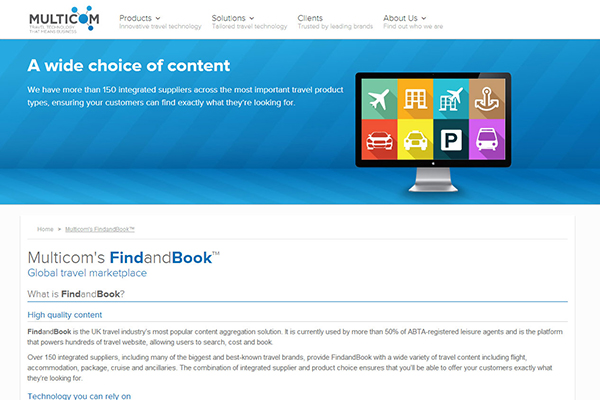 MULTICOM
TRAVEL TECHNOLOGY
THAT MEANS BUSINESS
Products Solutions Clients About Us
Innovative travel technology Tailored travel technology Trusted by leading brands Find out who we are
A wide choice of content
We have more than 150 integrated suppliers across the most important travel product
types, ensuring your customers can find exactly what they're looking for.
P
Home » Multicom's FindandBook™
Multicom's FindandBook™
Global travel marketplace
What is FindandBook?
High quality content
FindandBook is the UK travel industry's most popular content aggregation solution. It is currently used by more than 50% of ABTA-registered leisure agents and is the platform
that powers hundreds of travel website, allowing users to search, cost and book.
Over 150 integrated suppliers, including many of the biggest and best-known travel brands, provide FindandBook with a wide variety of travel content including flight,
accommodation, package, cruise and ancillaries. The combination of integrated supplier and product choice ensures that you'll be able to offer your customers exactly what
they're looking for.
Technology you can rely on